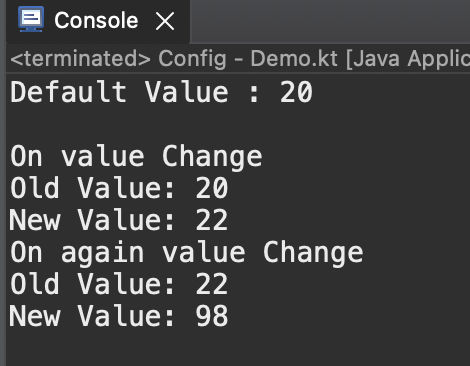 Console
<terminated> Config - Demo.kt [Java Applic
Default Value : 20
On value Change
Old Value: 20
New Value: 22
On again value Change
Old Value: 22
New Value: 98